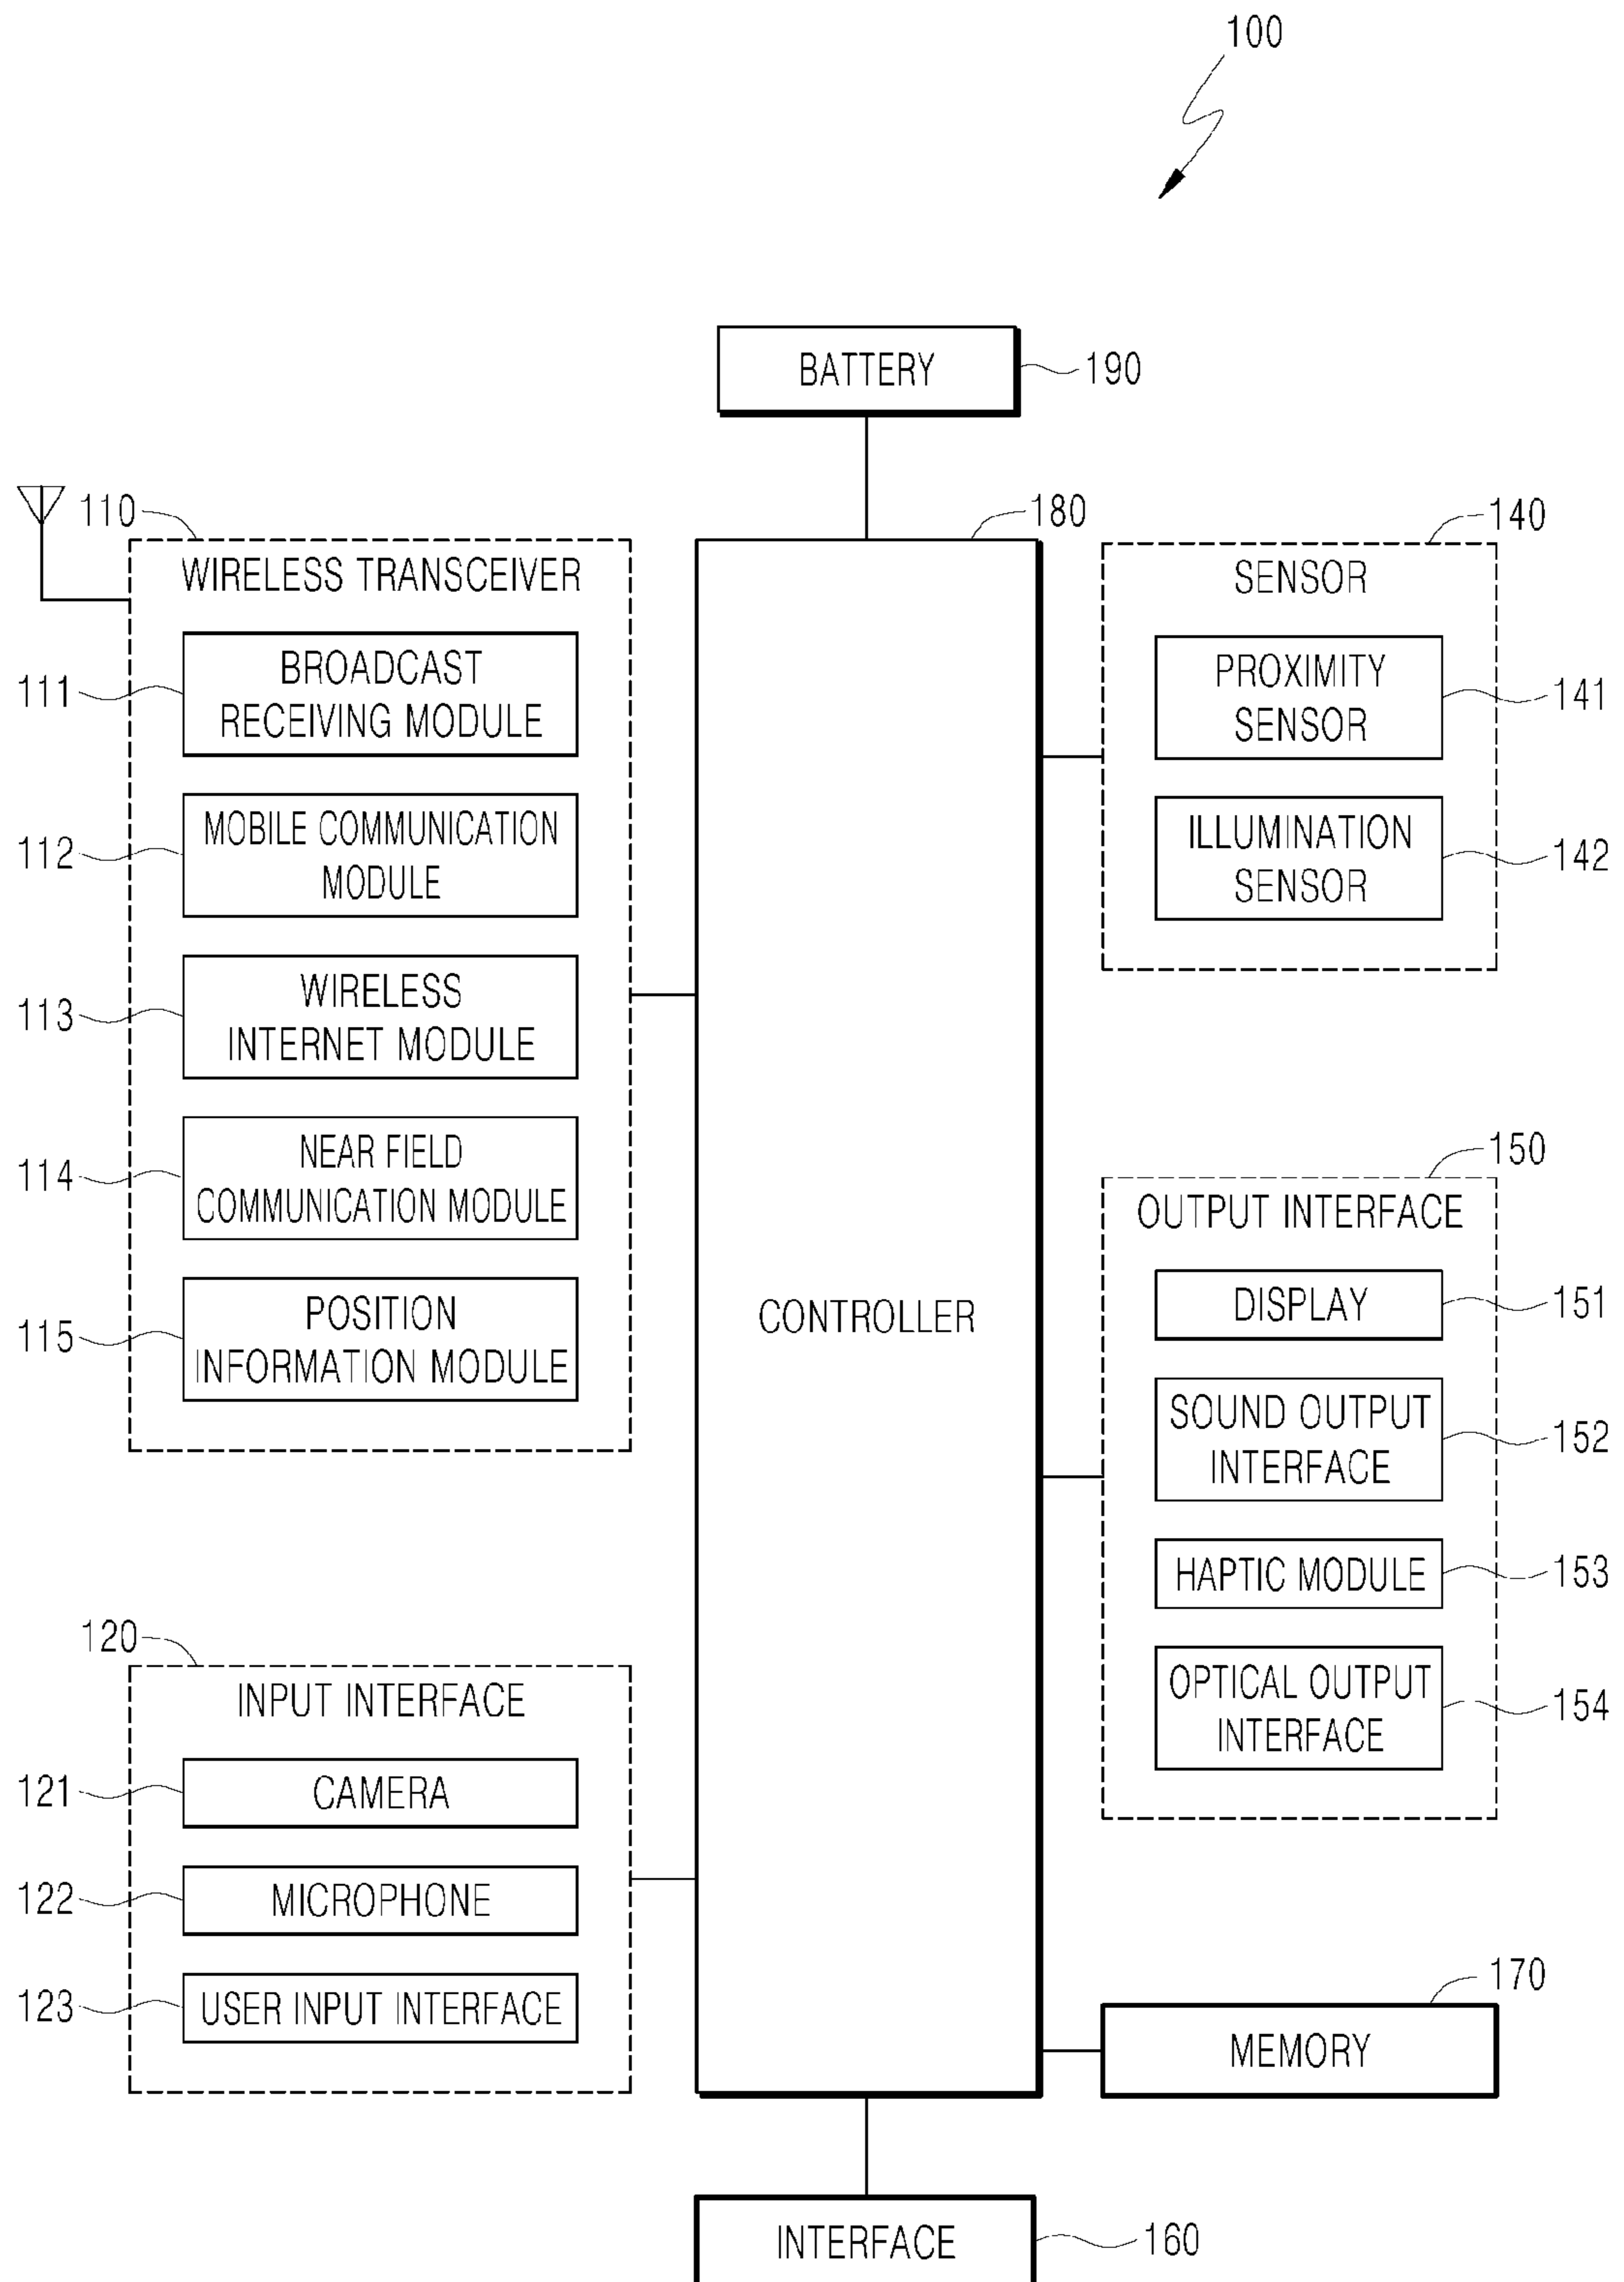 100
BATTERY
190
110
WIRELESS TRANSCEIVER
111
BROADCAST
RECEIVING MODULE
112
MOBILE COMMUNICATION
MODULE
113
WIRELESS
INTERNET MODULE
114
NEAR FIELD
COMMUNICATION MODULE
115
POSITION
INFORMATION MODULE
120
INPUT INTERFACE
121
CAMERA
122
MICROPHONE
123
USER INPUT INTERFACE
180
CONTROLLER
140
SENSOR
PROXIMITY
SENSOR
141
ILLUMINATION
SENSOR
142
150
OUTPUT INTERFACE
DISPLAY
151
SOUND OUTPUT
INTERFACE
152
HAPTIC MODULE
153
OPTICAL OUTPUT
INTERFACE
154
170
MEMORY
INTERFACE
160